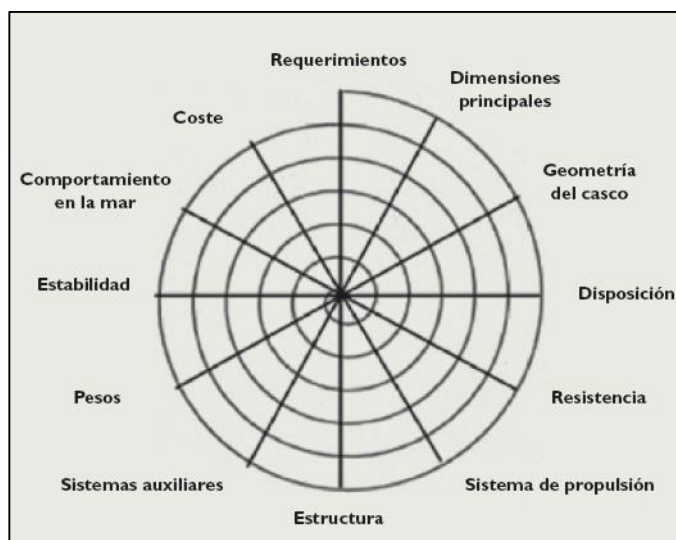 Requerimientos
Dimensiones
principales
Geometría
del casco
Disposición
Resistencia
Sistema de propulsión
Estructura
Sistemas auxiliares
Pesos
Estabilidad
Comportamiento
en la mar
Coste